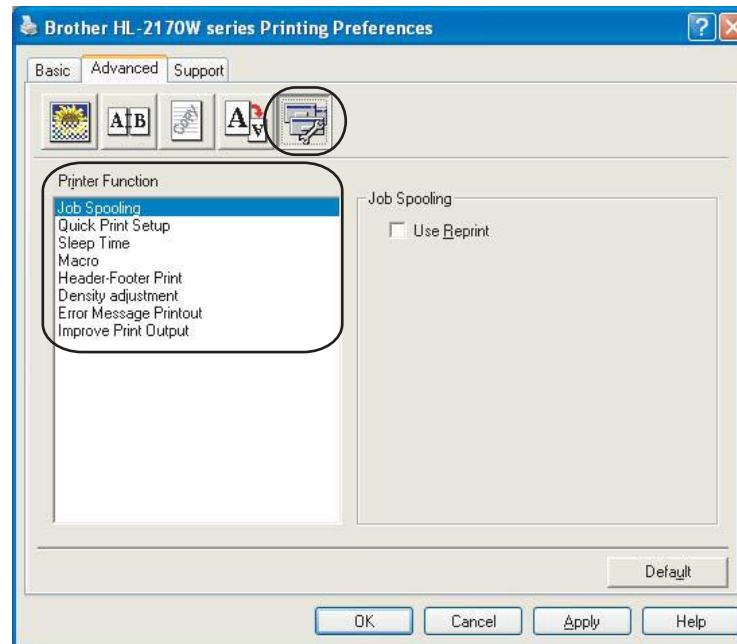 Brother HL-2170W series Printing Preferences
Basic Advanced Support
A B copy A A
Printer Function
Job Spooling
Quick Print Setup
Sleep Time
Macro
Header-Footer Print
Density adjustment
Error Message Printout
Improve Print Output
Job Spooling
Use Reprint
Default
OK Cancel Apply Help